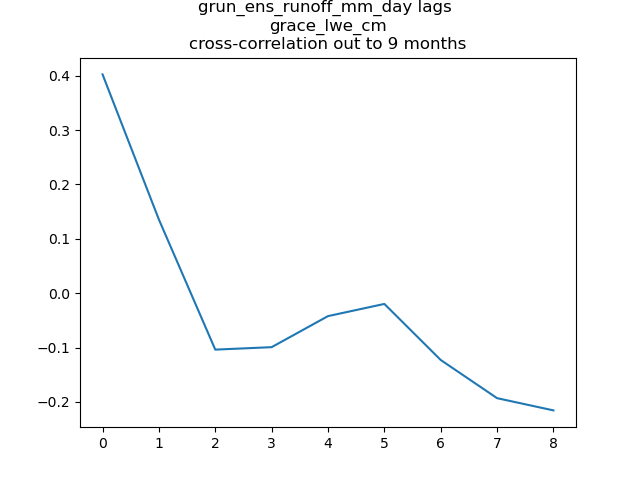 grun_ens_runoff_mm_day lags
grace_lwe_cm
cross-correlation out to 9 months
0.4
0.3
0.2
0.1
0.0
−0.1
−0.2
0 1 2 3 4 5 6 7 8